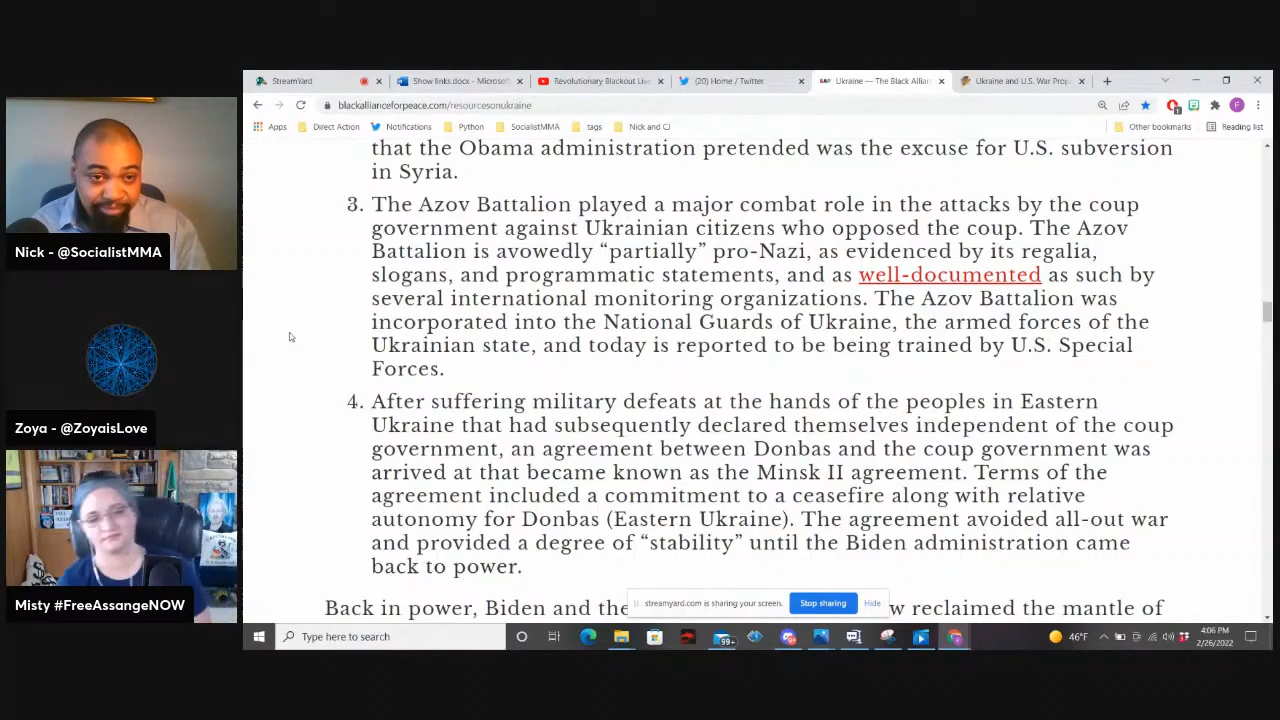 StreamYard
Show links.docx - Microsof
Revolutionary Blackout Live
(20) Home / Twitter
Ukraine — The Black Allian
Ukraine and U.S. War Prop
blackallianceforpeace.com/resourcesonukraine
Apps
Direct Action
Notifications
Python
SocialistMMA
tags
Nick and CJ
Other bookmarks
Reading list
that the Obama administration pretended was the excuse for U.S. subversion
in Syria.
3. The Azov Battalion played a major combat role in the attacks by the coup
government against Ukrainian citizens who opposed the coup. The Azov
Battalion is avowedly “partially” pro-Nazi, as evidenced by its regalia,
slogans, and programmatic statements, and as well-documented as such by
several international monitoring organizations. The Azov Battalion was
incorporated into the National Guards of Ukraine, the armed forces of the
Ukrainian state, and today is reported to be being trained by U.S. Special
Forces.
4. After suffering military defeats at the hands of the peoples in Eastern
Ukraine that had subsequently declared themselves independent of the coup
government, an agreement between Donbas and the coup government was
arrived at that became known as the Minsk II agreement. Terms of the
agreement included a commitment to a ceasefire along with relative
autonomy for Donbas (Eastern Ukraine). The agreement avoided all-out war
and provided a degree of “stability” until the Biden administration came
back to power.
Back in power, Biden and the
w reclaimed the mantle of
streamyard.com is sharing your screen.
Stop sharing
Hide
Nick - @SocialistMMA
Zoya - @ZoyaisLove
Misty #FreeAssangeNOW
Type here to search
99+
46°F
4:06 PM
2/26/2022